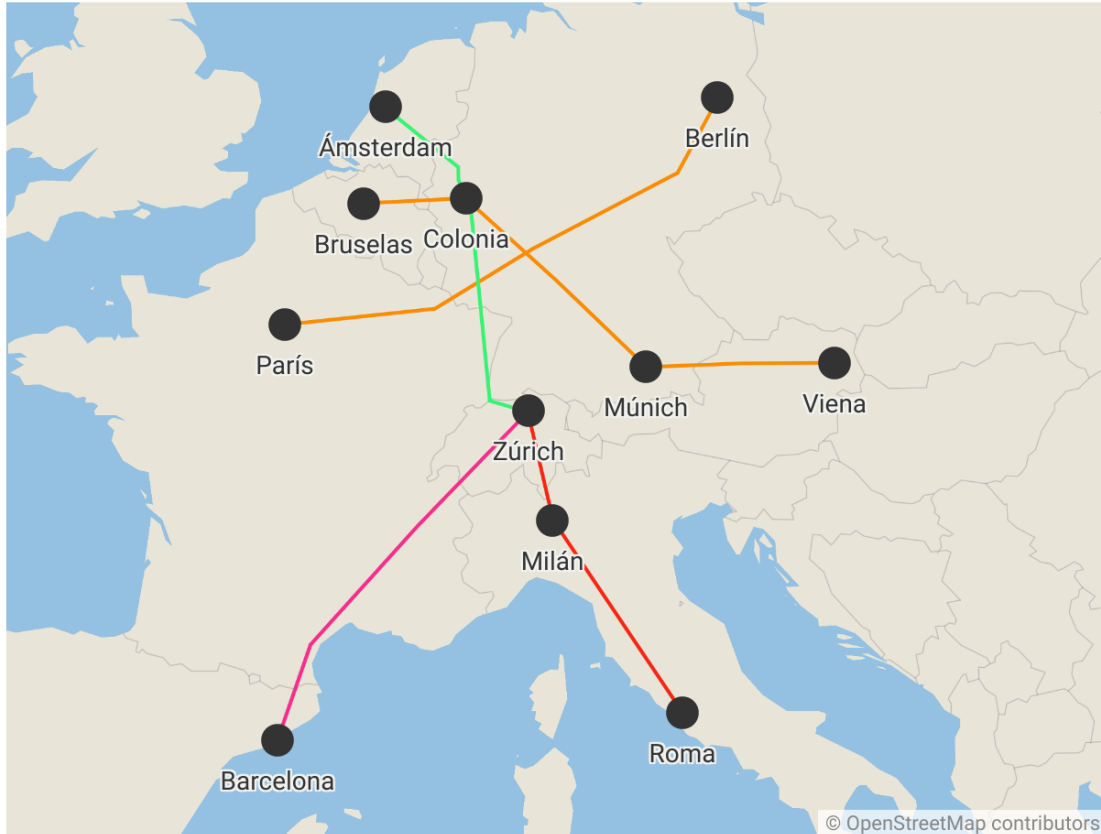 Ámsterdam
Berlín
Bruselas
Colonia
París
Múnich
Viena
Zúrich
Milán
Roma
Barcelona
© OpenStreetMap contributors